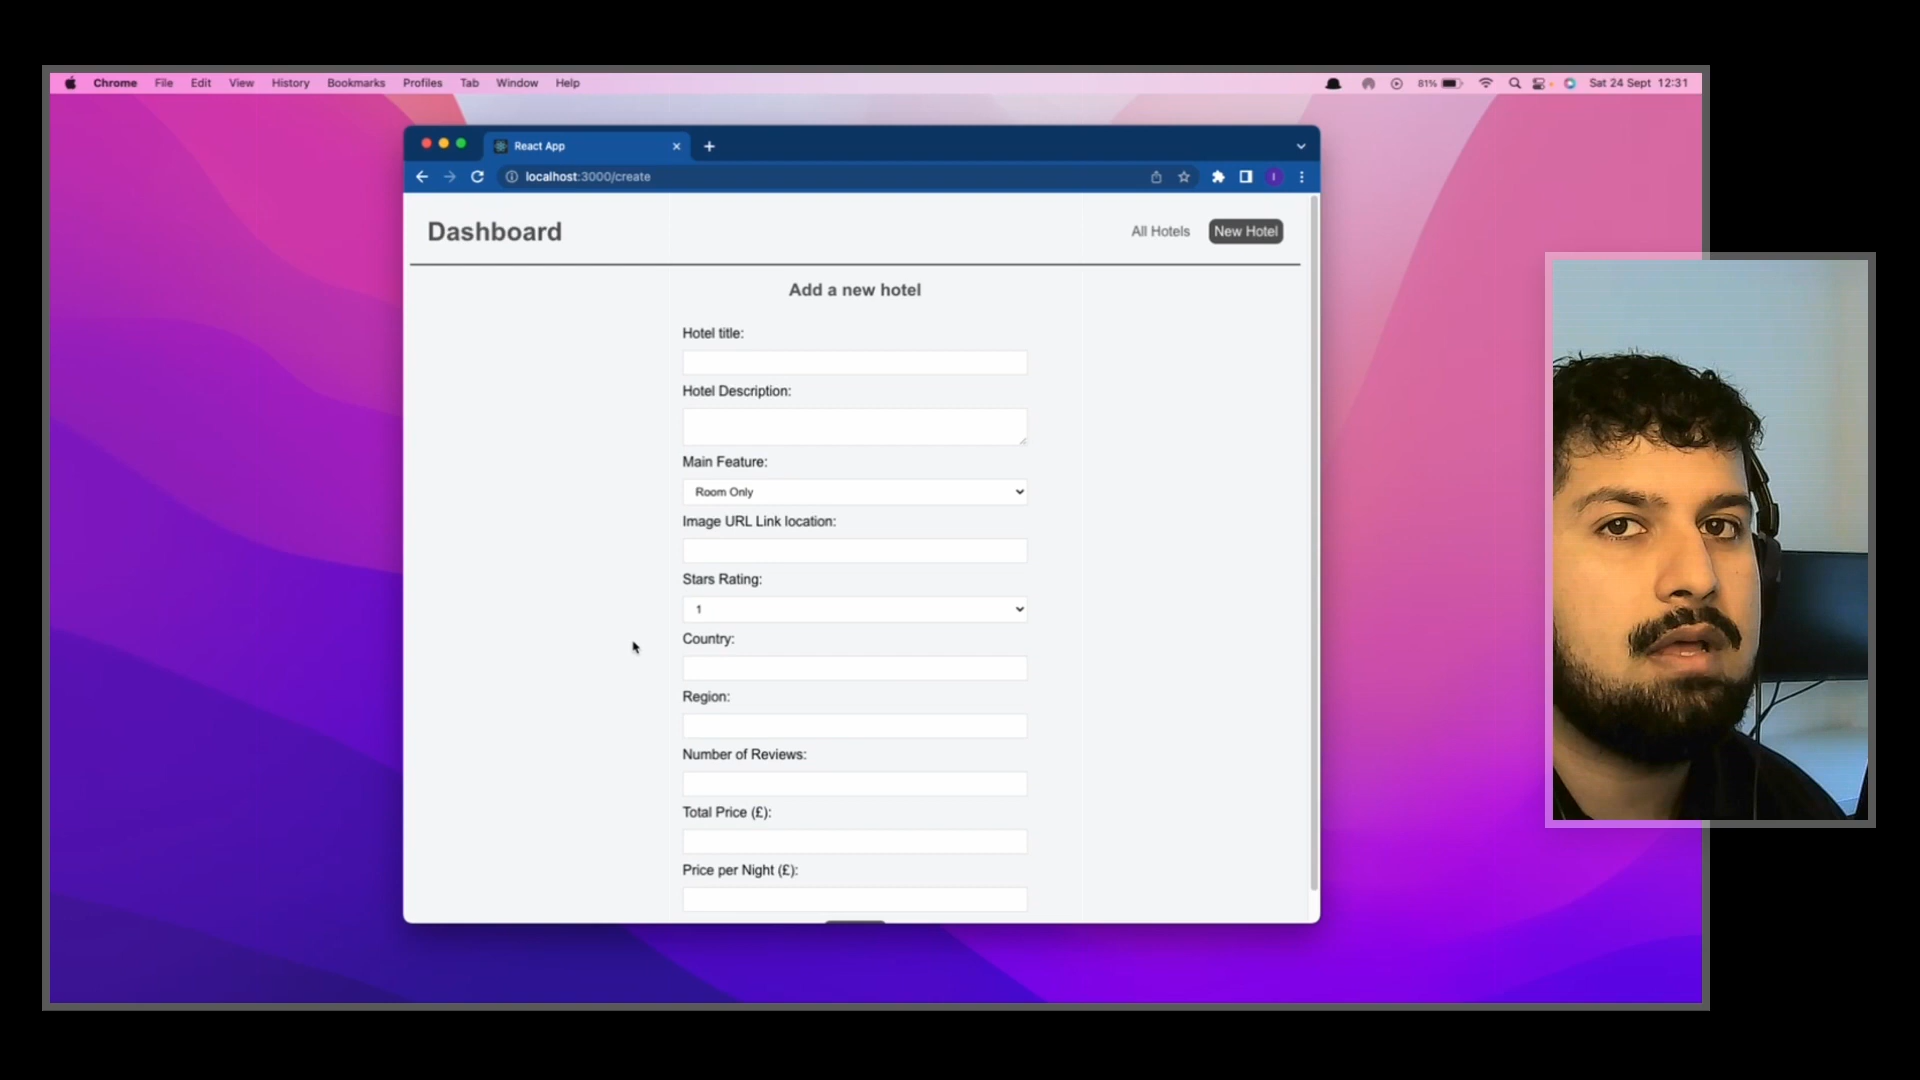 Chrome File Edit View History Bookmarks Profiles Tab Window Help 81% Sat 24 Sept 12:31
React App
localhost:3000/create
Dashboard All Hotels New Hotel
Add a new hotel
Hotel title:
Hotel Description:
Main Feature:
Room Only
Image URL Link location:
Stars Rating:
1
Country:
Region:
Number of Reviews:
Total Price (£):
Price per Night (£):